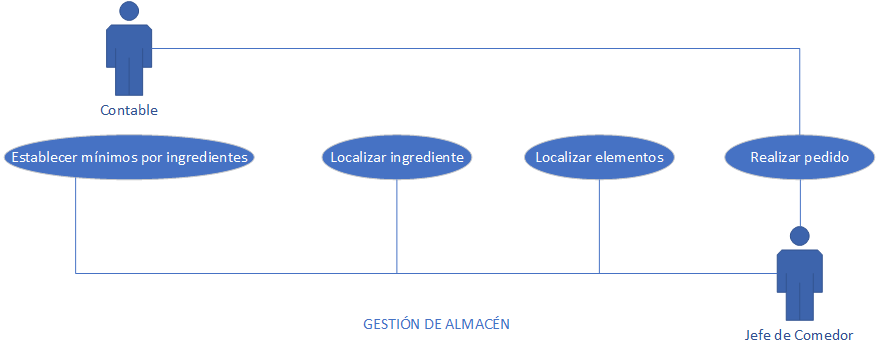 Contable
Establecer mínimos por ingredientes
Localizar ingrediente
Localizar elementos
Realizar pedido
GESTIÓN DE ALMACÉN
Jefe de Comedor